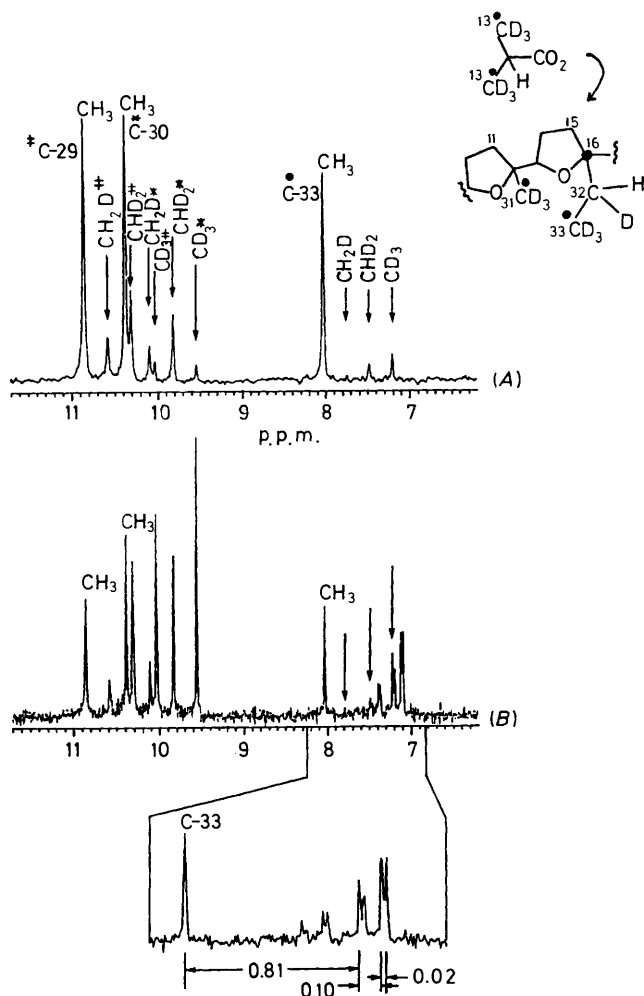 13
CD3
13
CD3
H
CO2
11
15
16
O
31
CD3
O
32
H
D
33
CD3
‡C-29
CH3
CH2D‡
CH3
C*-30
CHD2‡
CH2D*
CD3‡
CHD2*
CD3*
C-33
CH3
CH2D
CHD2
CD3
(A)
11 10 9 8 7
p.p.m.
CH3
CH3
CH3
(B)
11 10 9 8 7
C-33
0.81
0.10
0.02